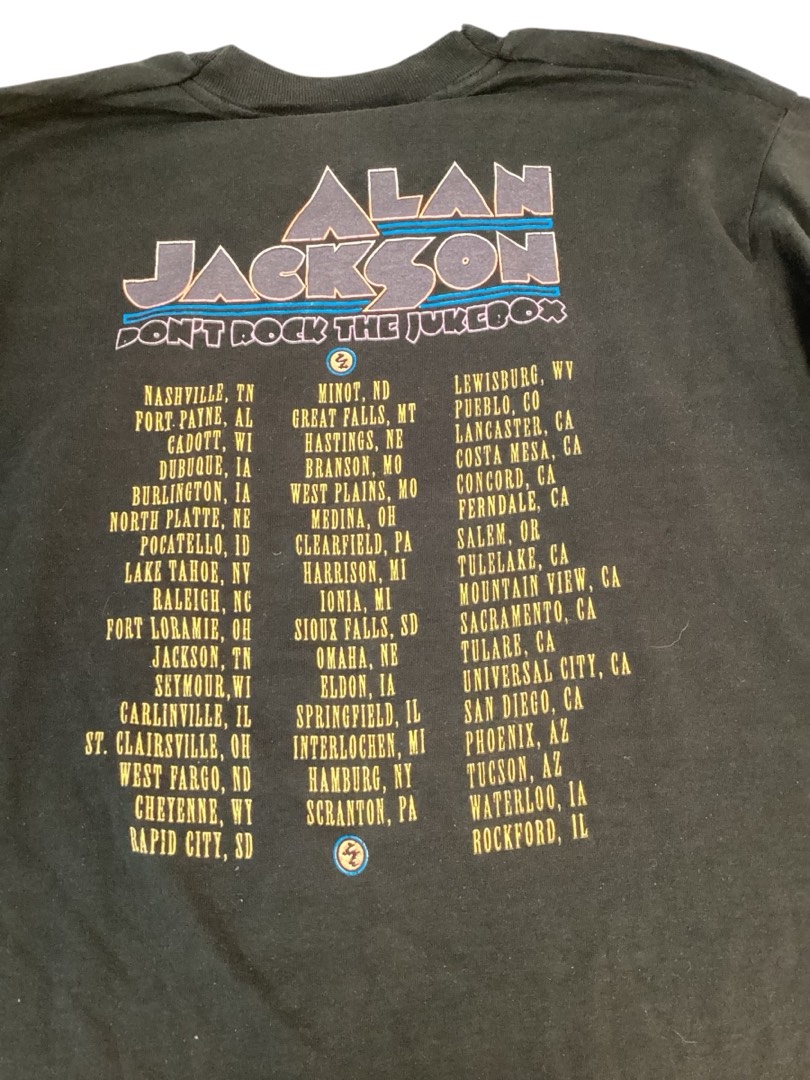 ALAN
JACKSON
DON'T ROCK THE JUKEBOX
NASHVILLE, TN
FORT PAYNE, AL
CADOTT, WI
DUBUQUE, IA
BURLINGTON, IA
NORTH PLATTE, NE
POCATELLO, ID
LAKE TAHOE, NV
RALEIGH, NC
FORT LORAMIE, OH
JACKSON, TN
SEYMOUR, WI
CARLINVILLE, IL
ST. CLAIRSVILLE, OH
WEST FARGO, ND
CHEYENNE, WY
RAPID CITY, SD
MINOT, ND
GREAT FALLS, MT
HASTINGS, NE
BRANSON, MO
WEST PLAINS, MO
MEDINA, OH
CLEARFIELD, PA
HARRISON, MI
IONIA, MI
SIOUX FALLS, SD
OMAHA, NE
ELDON, IA
SPRINGFIELD, IL
INTERLOCHEN, MI
HAMBURG, NY
SCRANTON, PA
LEWISBURG, WV
PUEBLO, CO
LANCASTER, CA
COSTA MESA, CA
CONCORD, CA
FERNDALE, CA
SALEM, OR
TULELAKE, CA
MOUNTAIN VIEW, CA
SACRAMENTO, CA
TULARE, CA
UNIVERSAL CITY, CA
SAN DIEGO, CA
PHOENIX, AZ
TUCSON, AZ
WATERLOO, IA
ROCKFORD, IL